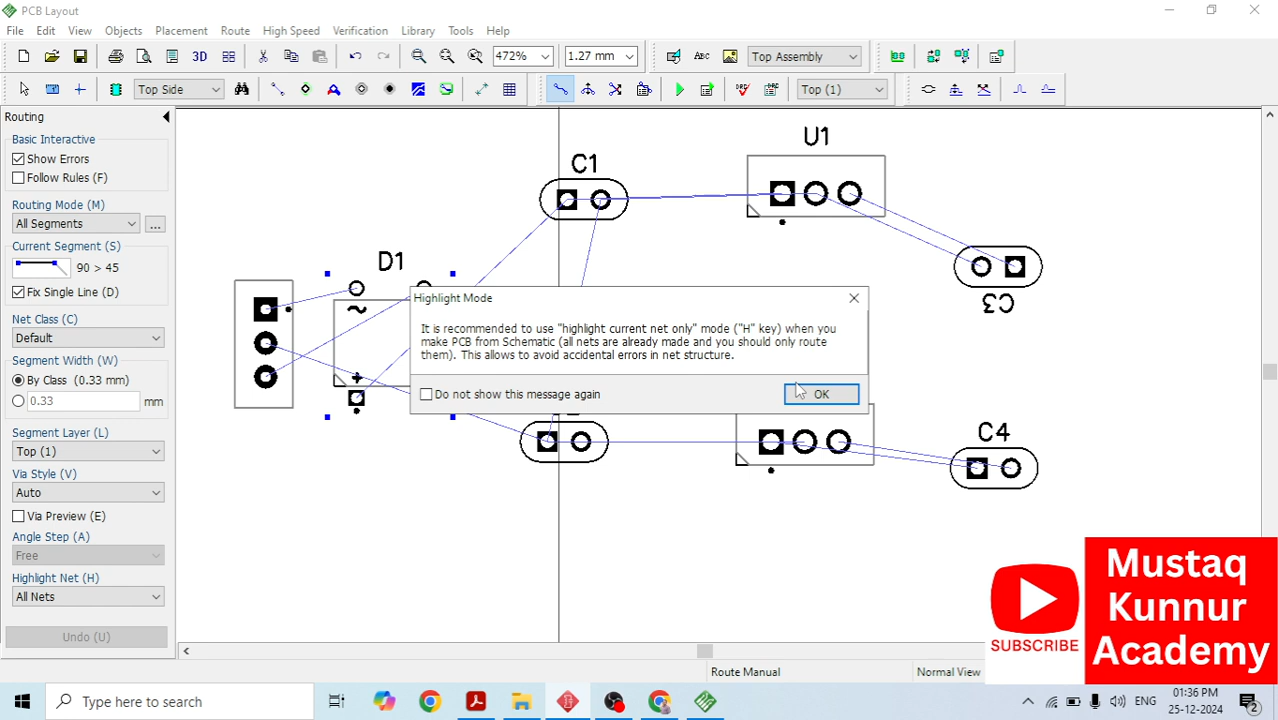 PCB Layout
File Edit View Objects Placement Route High Speed Verification Library Tools Help
3D 472% 1.27 mm ABC Top Assembly
Top Side DRC Top (1)
Routing
Basic Interactive
Show Errors
Follow Rules (F)
Routing Mode (M)
All Segments ...
Current Segment (S)
90 > 45
Fix Single Line (D)
Net Class (C)
Default
Segment Width (W)
By Class (0.33 mm)
0.33 mm
Segment Layer (L)
Top (1)
Via Style (V)
Auto
Via Preview (E)
Angle Step (A)
Free
Highlight Net (H)
All Nets
Undo (U)
U1
C1
D1
C3
~
+
C4
Highlight Mode
It is recommended to use "highlight current net only" mode ("H" key) when you
make PCB from Schematic (all nets are already made and you should only route
them). This allows to avoid accidental errors in net structure.
Do not show this message again
OK
Mustaq
Kunnur
Academy
SUBSCRIBE
Route Manual Normal View
Type here to search
ENG
01:36 PM
25-12-2024
2